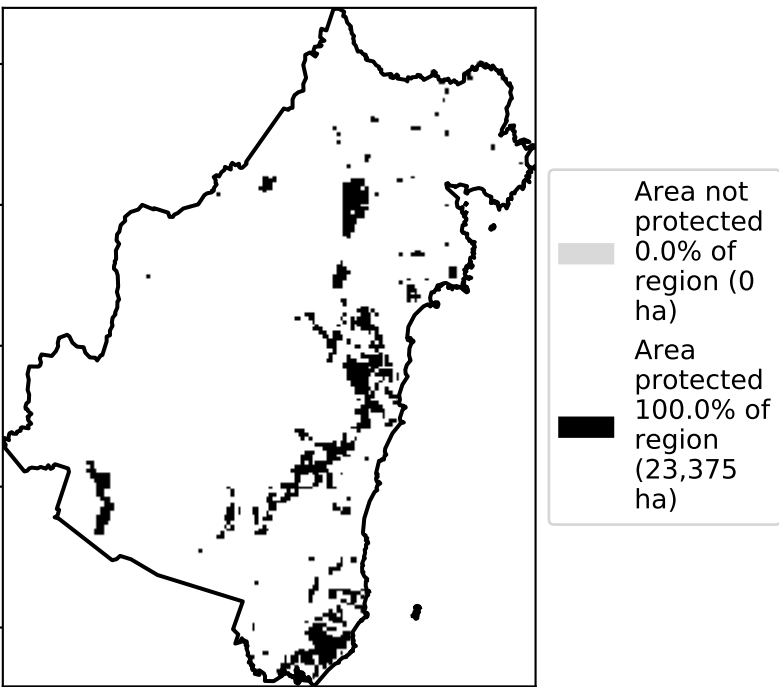 Area not
protected
0.0% of
region (0
ha)
Area
protected
100.0% of
region
(23,375
ha)